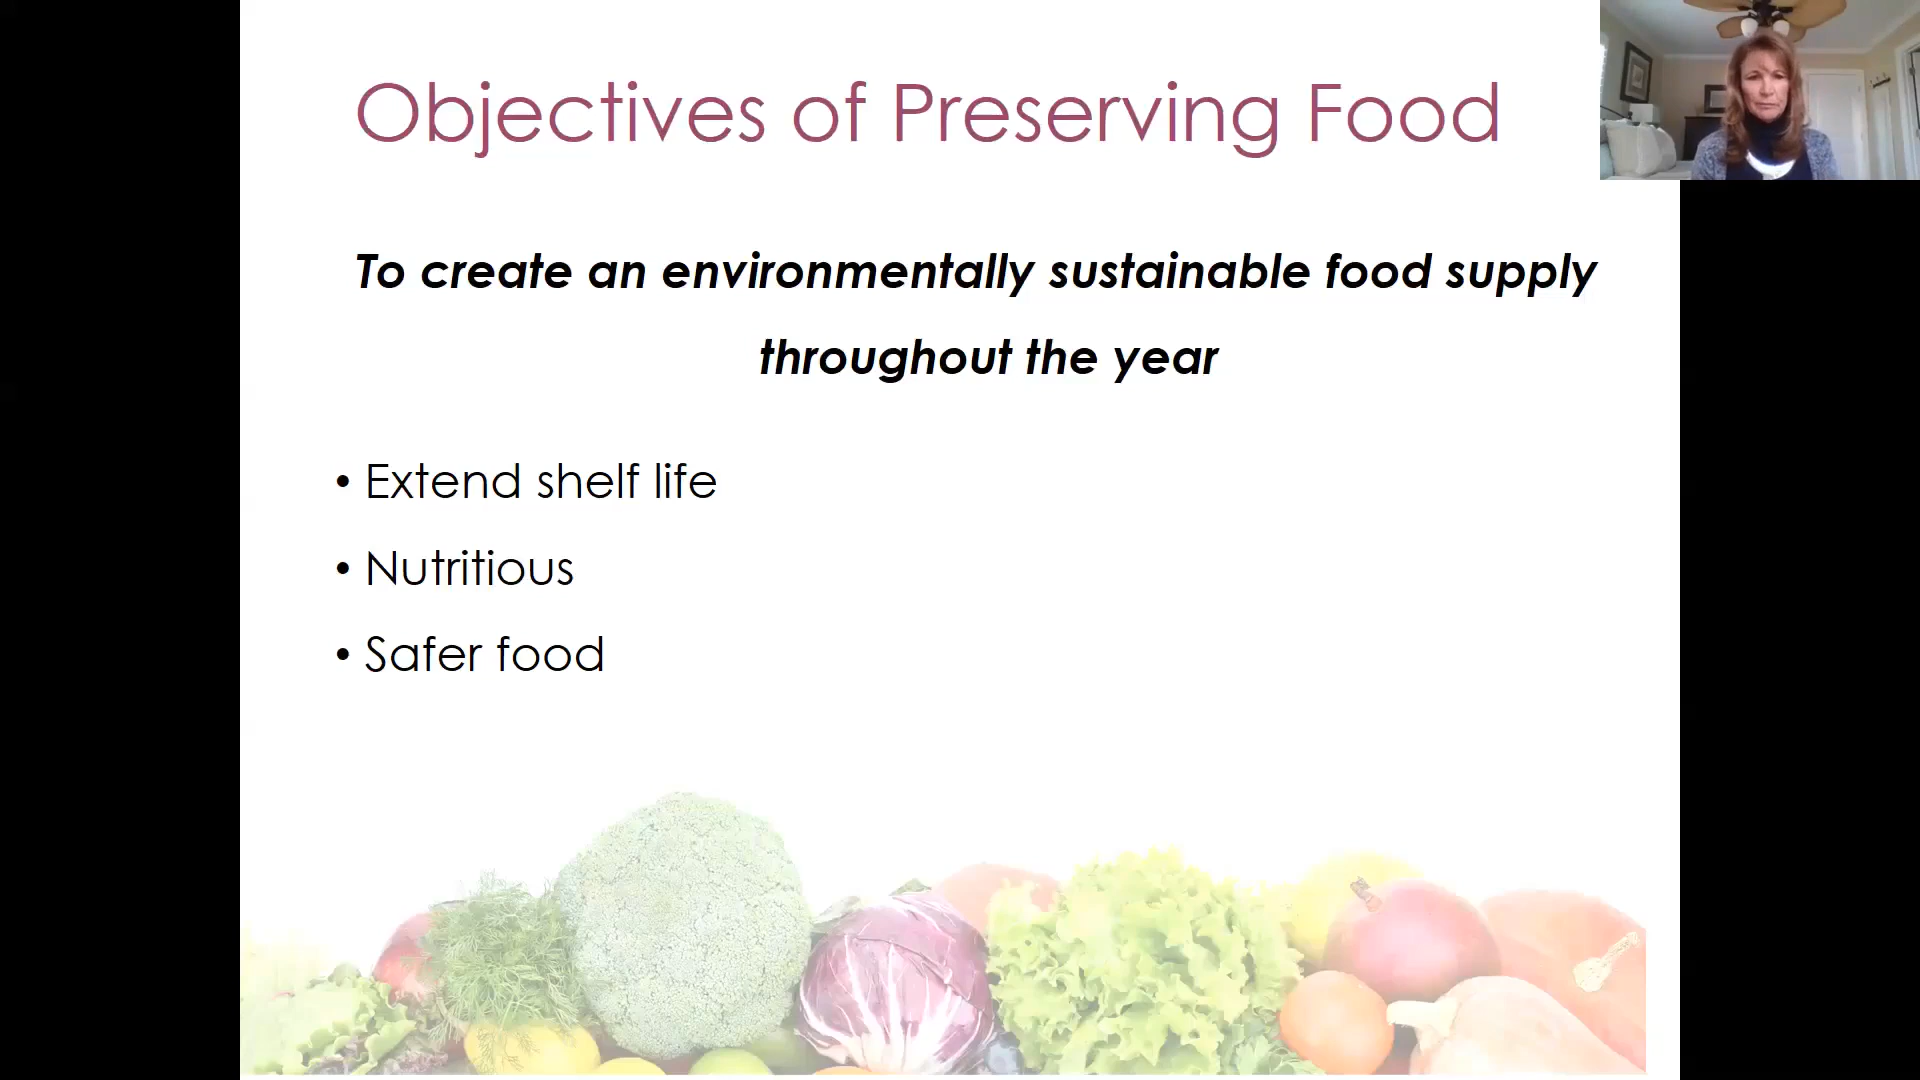 Objectives of Preserving Food
To create an environmentally sustainable food supply
throughout the year
• Extend shelf life
• Nutritious
• Safer food